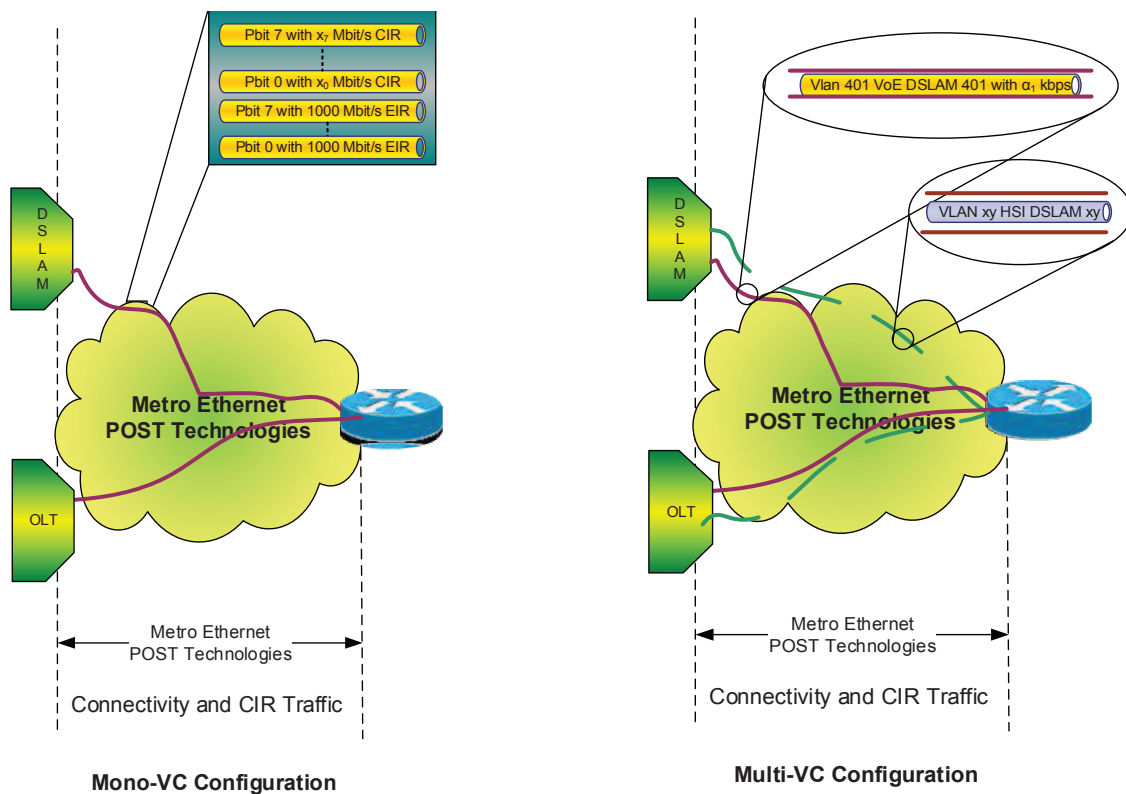 Pbit 7 with x₇ Mbit/s CIR
Pbit 0 with x₀ Mbit/s CIR
Pbit 7 with 1000 Mbit/s EIR
Pbit 0 with 1000 Mbit/s EIR
DSLAM
Metro Ethernet
POST Technologies
OLT
Metro Ethernet
POST Technologies
Connectivity and CIR Traffic
Mono-VC Configuration
Vlan 401 VoE DSLAM 401 with α₁ kbps
VLAN xy HSI DSLAM xy
DSLAM
Metro Ethernet
POST Technologies
OLT
Metro Ethernet
POST Technologies
Connectivity and CIR Traffic
Multi-VC Configuration